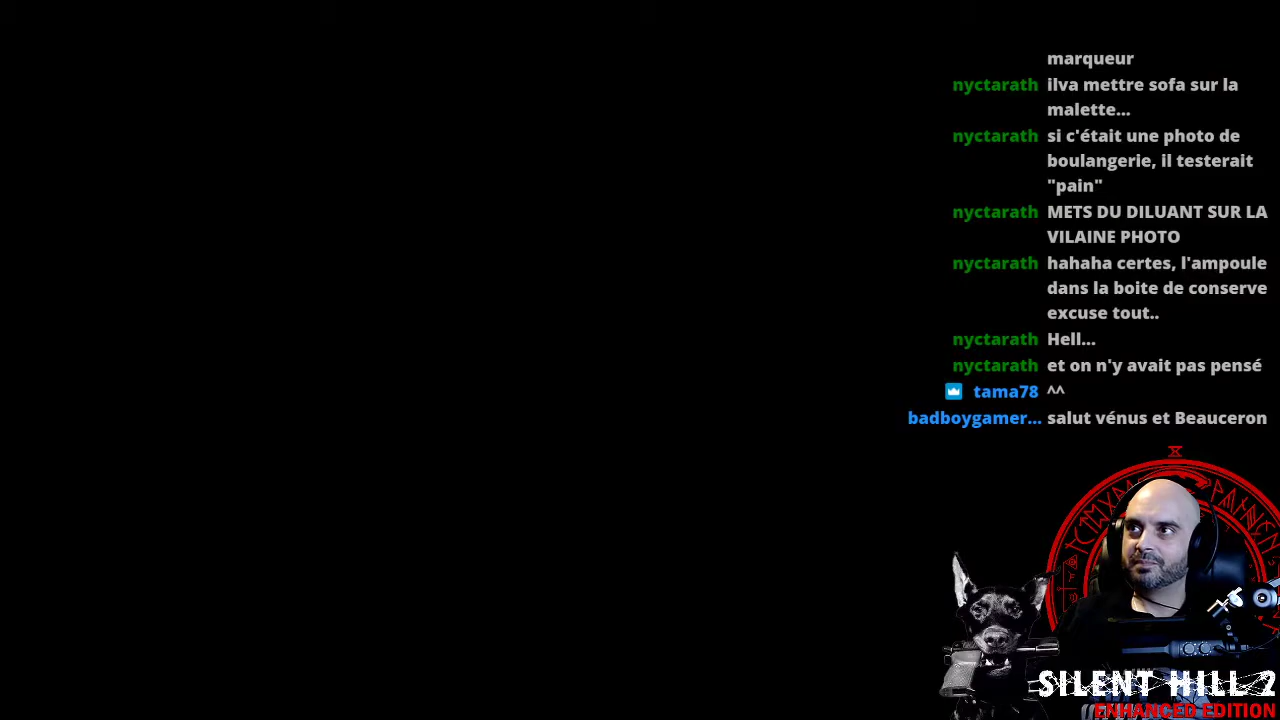 marqueur
nyctarath ilva mettre sofa sur la
malette...
nyctarath si c'était une photo de
boulangerie, il testerait
"pain"
nyctarath METS DU DILUANT SUR LA
VILAINE PHOTO
nyctarath hahaha certes, l'ampoule
dans la boite de conserve
excuse tout..
nyctarath Hell...
nyctarath et on n'y avait pas pensé
tama78 ^^
badboygamer... salut vénus et Beauceron
SILENT HILL 2
ENHANCED EDITION